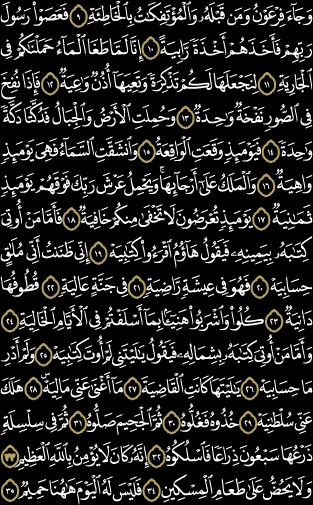 وَجَآءَ فِرْعَوْنُ وَمَن قَبْلَهُۥ وَٱلْمُؤْتَفِكَٰتُ بِٱلْخَاطِئَةِ ٩ فَعَصَوْا۟ رَسُولَ
رَبِّهِمْ فَأَخَذَهُمْ أَخْذَةً رَّابِيَةً ١٠ إِنَّا لَمَّا طَغَا ٱلْمَآءُ حَمَلْنَٰكُمْ فِى
ٱلْجَارِيَةِ ١١ لِنَجْعَلَهَا لَكُمْ تَذْكِرَةً وَتَعِيَهَآ أُذُنٌ وَٰعِيَةٌ ١٢ فَإِذَا نُفِخَ
فِى ٱلصُّورِ نَفْخَةٌ وَٰحِدَةٌ ١٣ وَحُمِلَتِ ٱلْأَرْضُ وَٱلْجِبَالُ فَدُكَّتَا دَكَّةً
وَٰحِدَةً ١٤ فَيَوْمَئِذٍ وَقَعَتِ ٱلْوَاقِعَةُ ١٥ وَٱنشَقَّتِ ٱلسَّمَآءُ فَهِىَ يَوْمَئِذٍ
وَاهِيَةٌ ١٦ وَٱلْمَلَكُ عَلَىٰٓ أَرْجَآئِهَا ۚ وَيَحْمِلُ عَرْشَ رَبِّكَ فَوْقَهُمْ يَوْمَئِذٍ
ثَمَٰنِيَةٌ ١٧ يَوْمَئِذٍ تُعْرَضُونَ لَا تَخْفَىٰ مِنكُمْ خَافِيَةٌ ١٨ فَأَمَّا مَنْ أُوتِىَ
كِتَٰبَهُۥ بِيَمِينِهِۦ فَيَقُولُ هَآؤُمُ ٱقْرَءُوا۟ كِتَٰبِيَهْ ١٩ إِنِّى ظَنَنتُ أَنِّى مُلَٰقٍ
حِسَابِيَهْ ٢٠ فَهُوَ فِى عِيشَةٍ رَّاضِيَةٍ ٢١ فِى جَنَّةٍ عَالِيَةٍ ٢٢ قُطُوفُهَا
دَانِيَةٌ ٢٣ كُلُوا۟ وَٱشْرَبُوا۟ هَنِيٓـًٔۢا بِمَآ أَسْلَفْتُمْ فِى ٱلْأَيَّامِ ٱلْخَالِيَةِ ٢٤
وَأَمَّا مَنْ أُوتِىَ كِتَٰبَهُۥ بِشِمَالِهِۦ فَيَقُولُ يَٰلَيْتَنِى لَمْ أُوتَ كِتَٰبِيَهْ ٢٥ وَلَمْ أَدْرِ
مَا حِسَابِيَهْ ٢٦ يَٰلَيْتَهَا كَانَتِ ٱلْقَاضِيَةَ ٢٧ مَآ أَغْنَىٰ عَنِّى مَالِيَهْ ۜ ٢٨ هَلَكَ
عَنِّى سُلْطَٰنِيَهْ ٢٩ خُذُوهُ فَغُلُّوهُ ٣٠ ثُمَّ ٱلْجَحِيمَ صَلُّوهُ ٣١ ثُمَّ فِى سِلْسِلَةٍ
ذَرْعُهَا سَبْعُونَ ذِرَاعًا فَٱسْلُكُوهُ ٣٢ إِنَّهُۥ كَانَ لَا يُؤْمِنُ بِٱللَّهِ ٱلْعَظِيمِ ٣٣
وَلَا يَحُضُّ عَلَىٰ طَعَامِ ٱلْمِسْكِينِ ٣٤ فَلَيْسَ لَهُ ٱلْيَوْمَ هَٰهُنَا حَمِيمٌ ٣٥